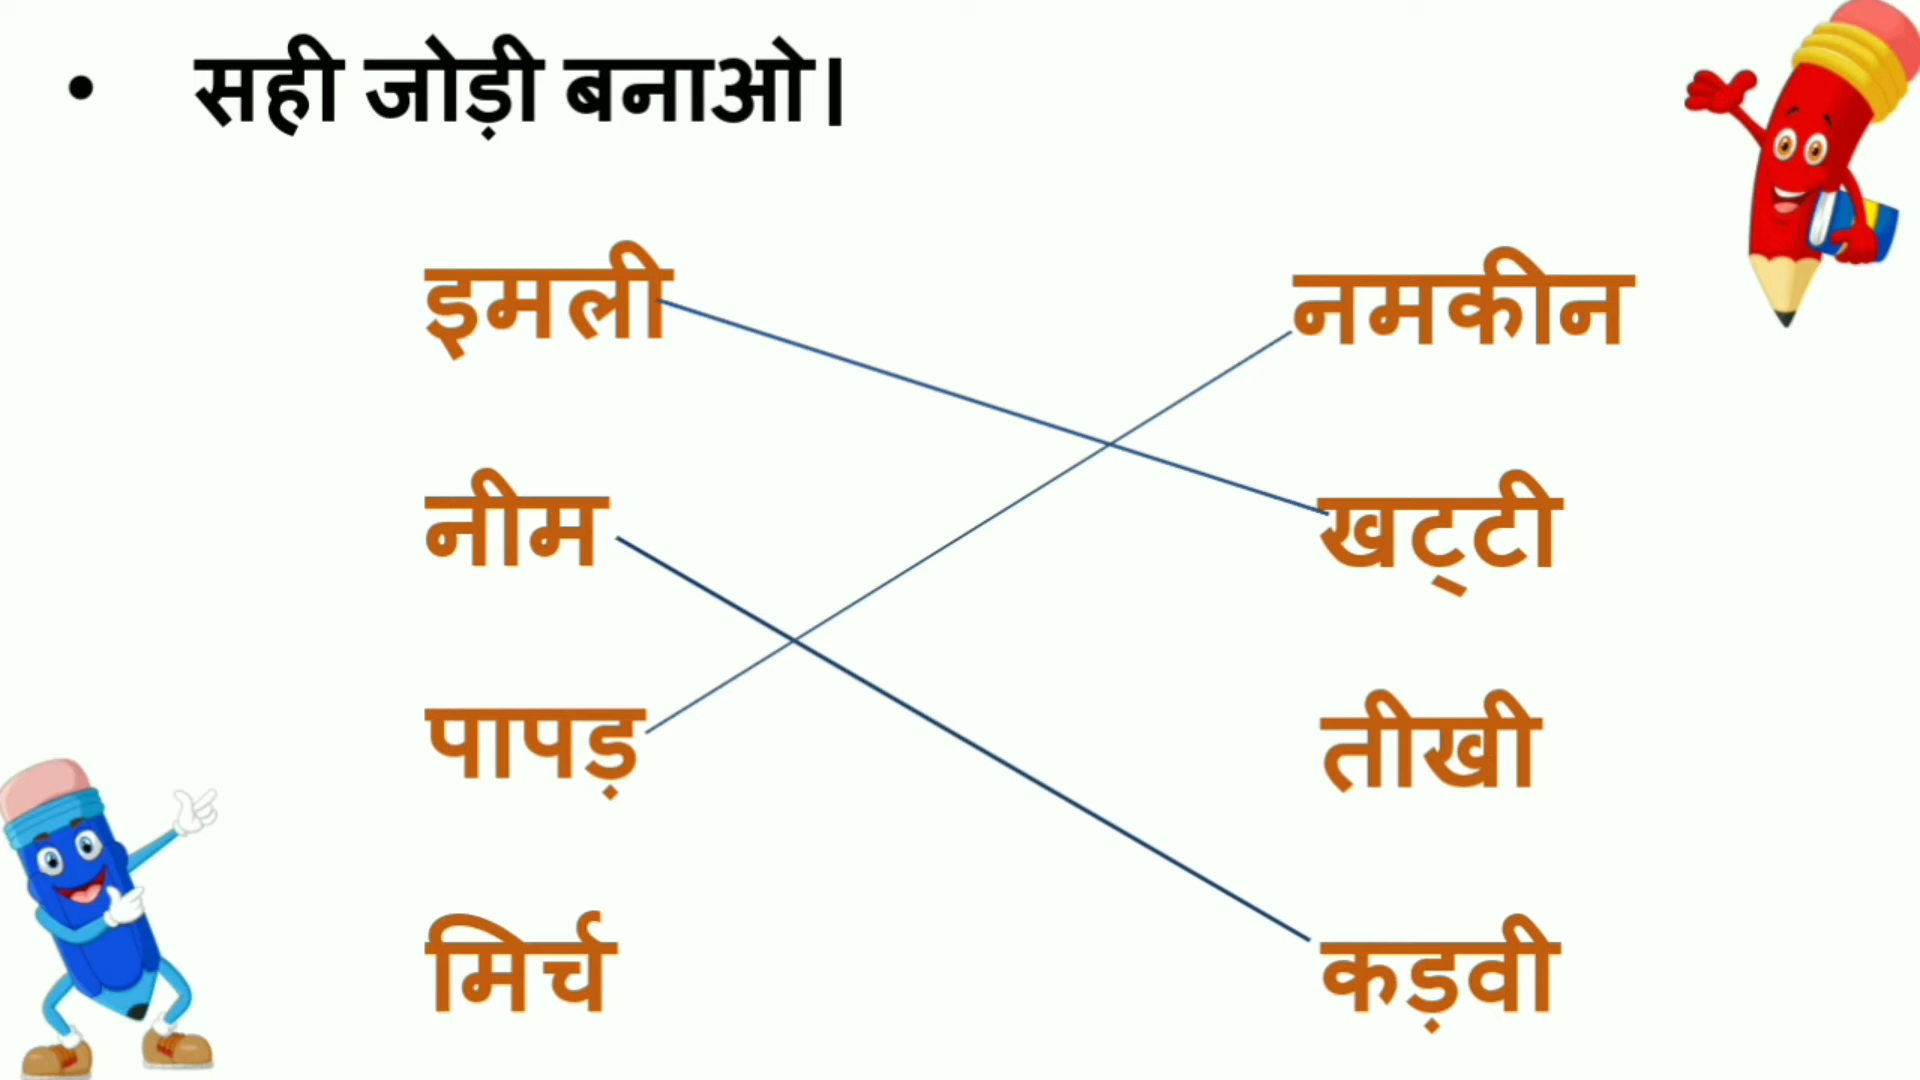 • सही जोड़ी बनाओ।
इमली नमकीन
नीम खट्‌टी
पापड़ तीखी
मिर्च कड़वी